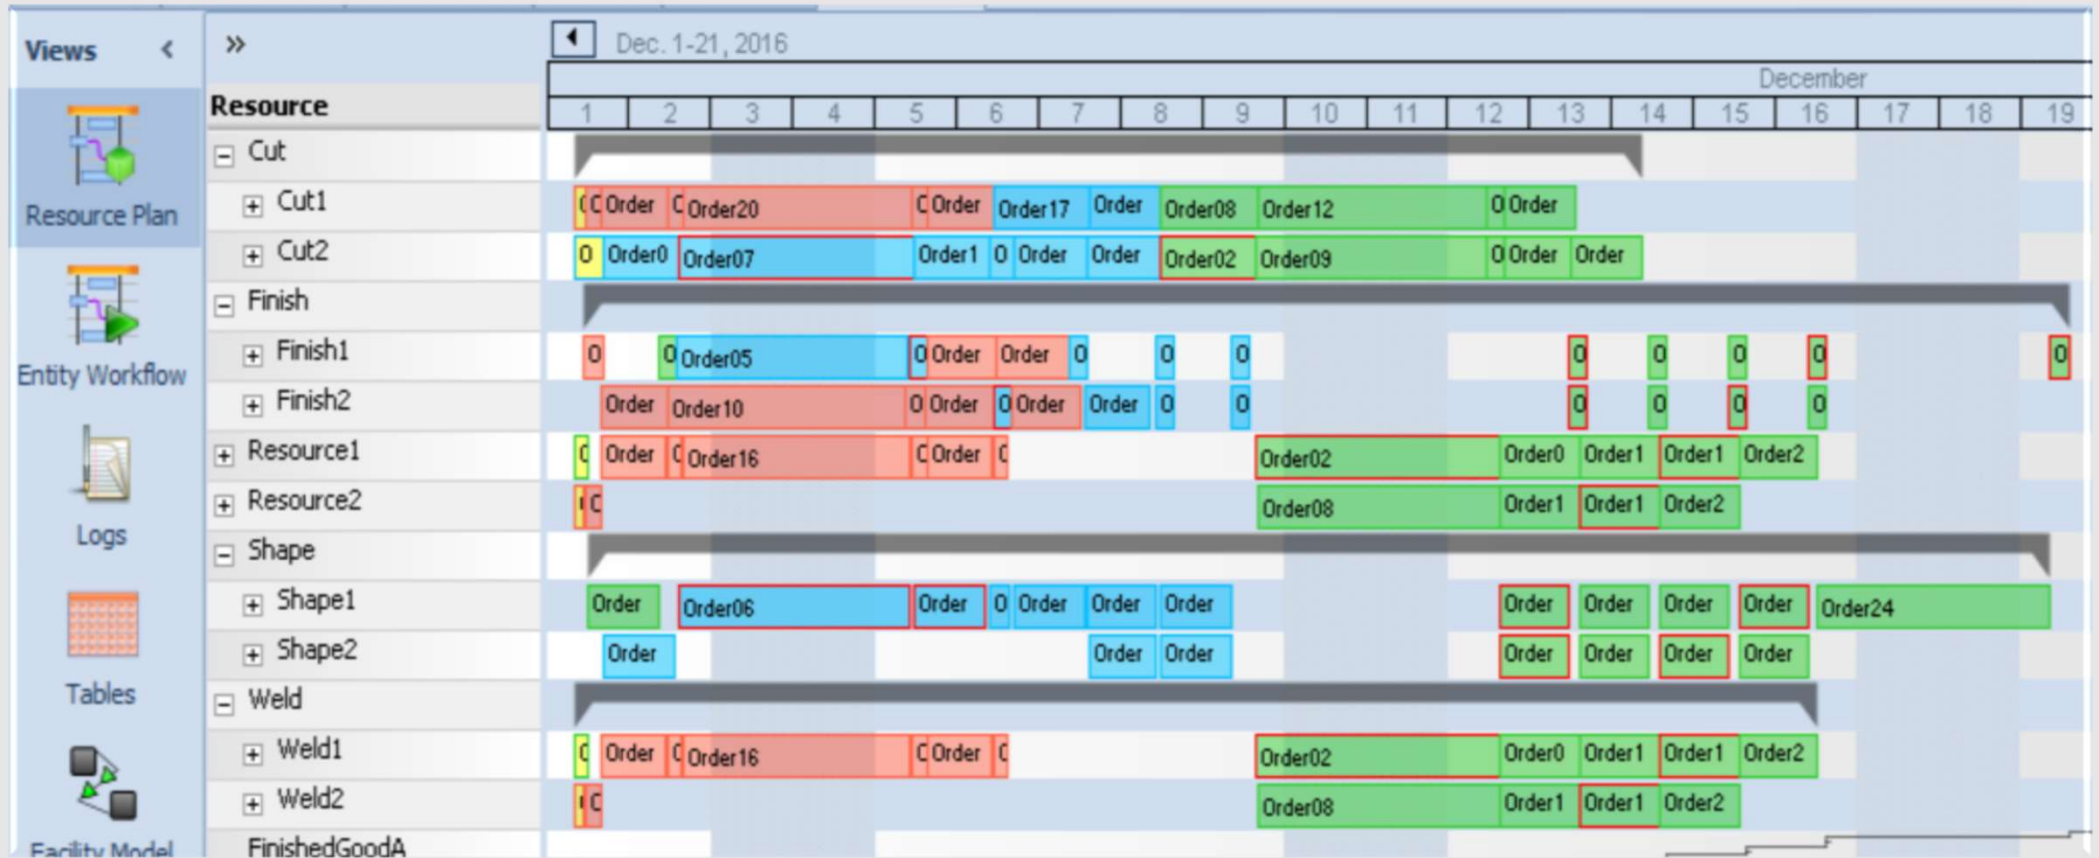 Views
Dec. 1-21, 2016
December
Resource
1 2 3 4 5 6 7 8 9 10 11 12 13 14 15 16 17 18 19
Cut
Cut1
Order Order20 Order Order17 Order Order08 Order12 O Order
Resource Plan
Cut2
O Order0 Order07 Order1 O Order Order Order02 Order09 O Order Order
Finish
Finish1
O O Order05 O Order Order O O O O O O O O
Entity Workflow
Finish2
Order Order10 O Order O Order Order O O O O O O
Resource1
Order Order16 Order Order02 Order0 Order1 Order1 Order2
Resource2
Order08 Order1 Order1 Order2
Logs
Shape
Shape1
Order Order06 Order O Order Order Order Order Order Order Order Order24
Shape2
Order Order Order Order Order Order Order
Tables
Weld
Weld1
Order Order16 Order Order02 Order0 Order1 Order1 Order2
Weld2
Order08 Order1 Order1 Order2
Facility Model
FinishedGoodA